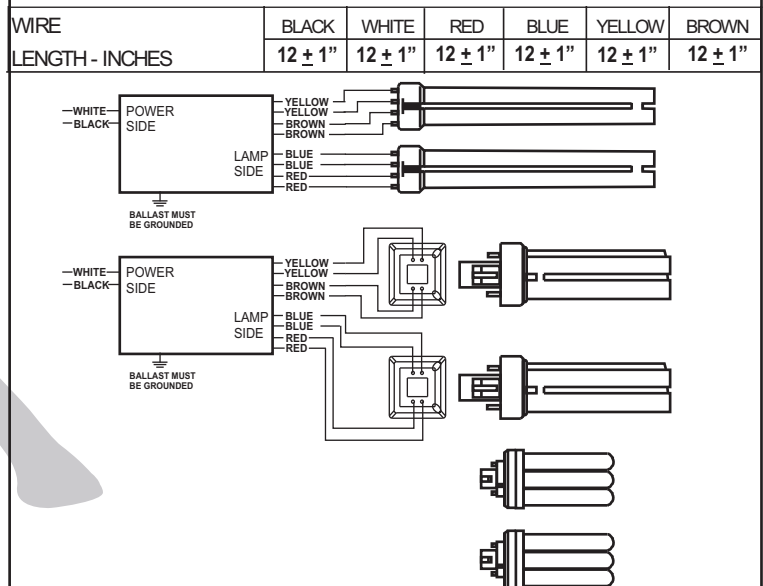 WIRE BLACK WHITE RED BLUE YELLOW BROWN
LENGTH - INCHES 12 ± 1” 12 ± 1” 12 ± 1” 12 ± 1” 12 ± 1” 12 ± 1”
WHITE
BLACK
POWER
SIDE
YELLOW
YELLOW
BROWN
BROWN
LAMP
SIDE
BLUE
BLUE
RED
RED
BALLAST MUST
BE GROUNDED
WHITE
BLACK
POWER
SIDE
YELLOW
YELLOW
BROWN
BROWN
LAMP
SIDE
BLUE
BLUE
RED
RED
BALLAST MUST
BE GROUNDED